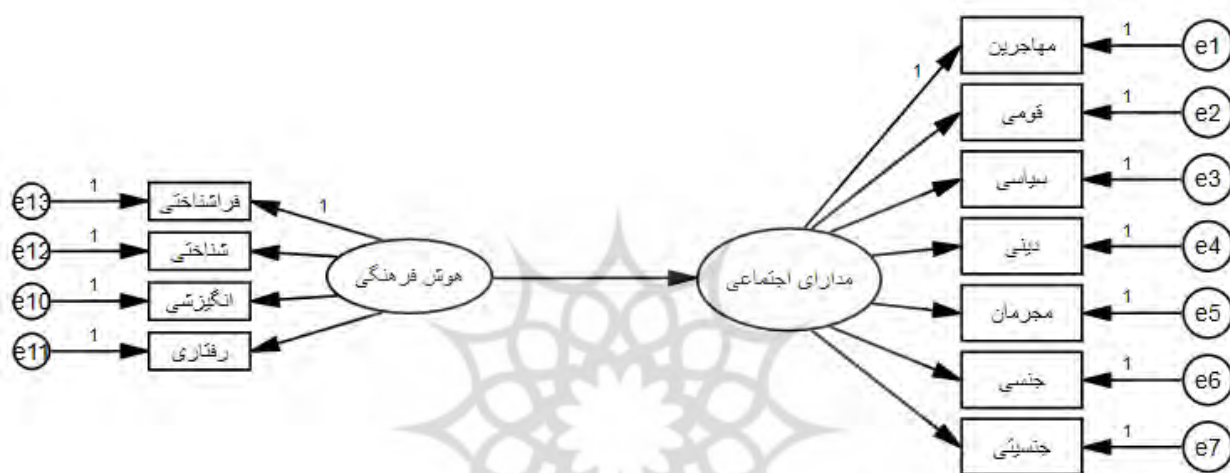 مهاجرین
1
e1
1
قومی
1
e2
سیاسی
1
e3
دینی
1
e4
مجرمان
1
e5
جنسی
1
e6
جنسیتی
1
e7
مدارای اجتماعی
هوش فرهنگی
1
فراشناختی
1
e13
شناختی
1
e12
انگیزشی
1
e10
رفتاری
1
e11